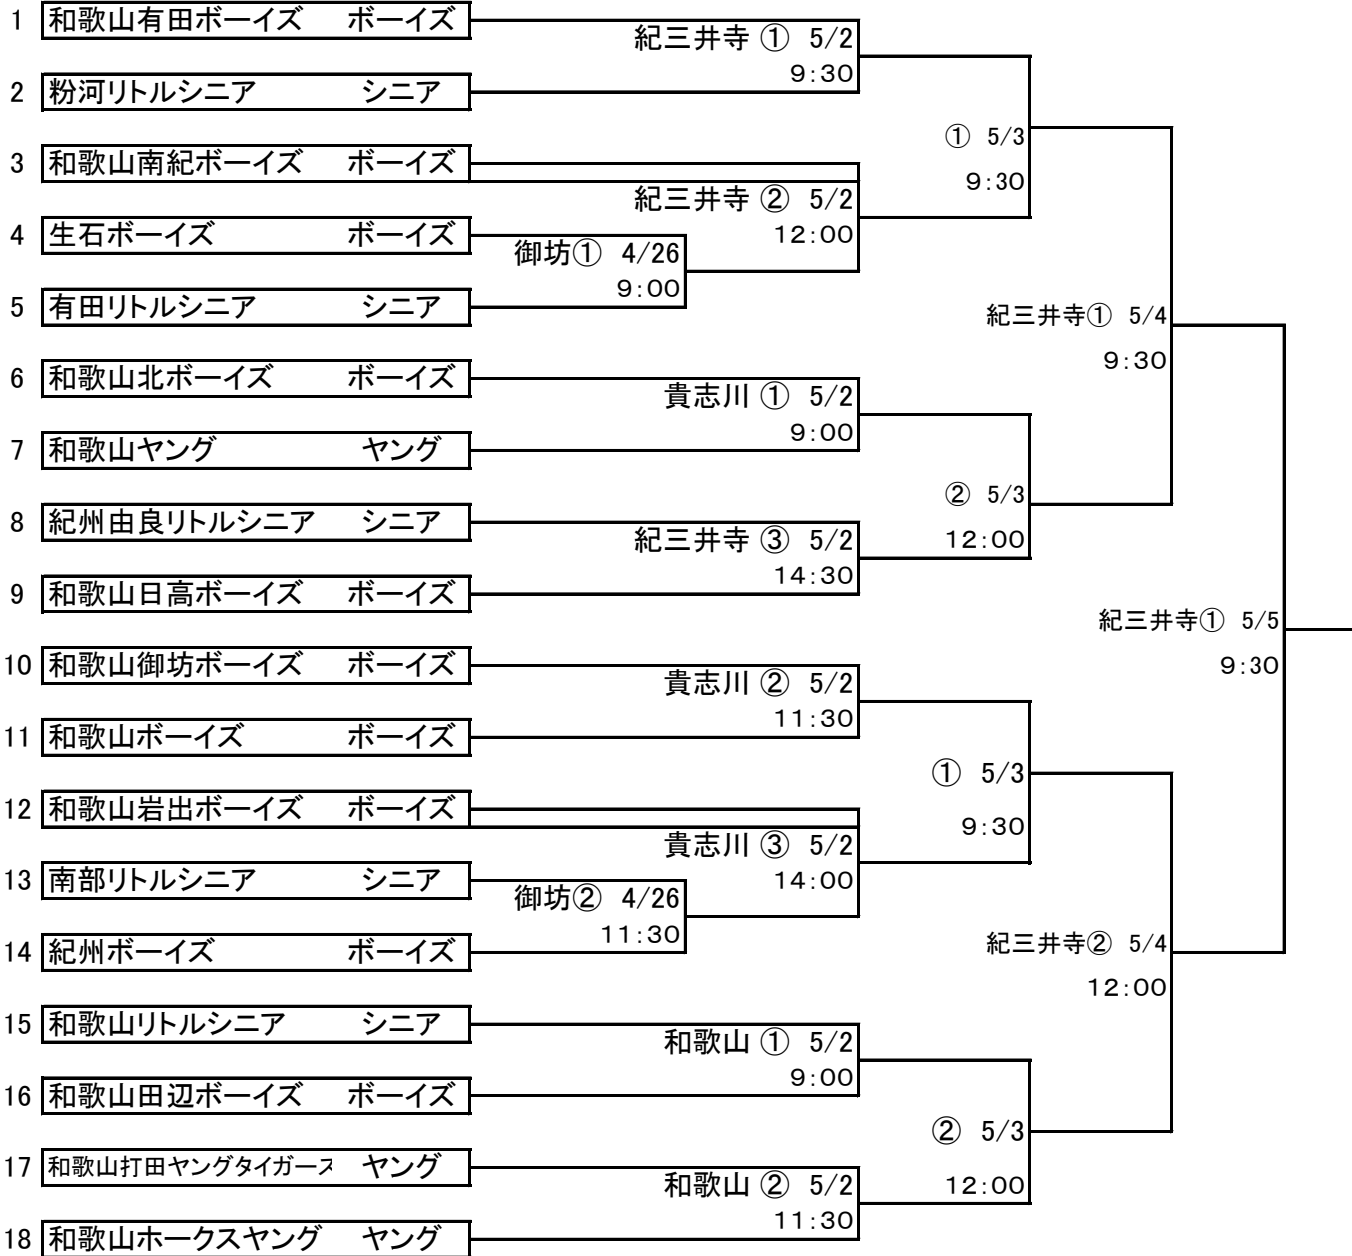 1 和歌山有田ボーイズ ボーイズ
紀三井寺 ① 5/2
9:30
2 粉河リトルシニア シニア
① 5/3
9:30
3 和歌山南紀ボーイズ ボーイズ
紀三井寺 ② 5/2
12:00
4 生石ボーイズ ボーイズ
御坊① 4/26
9:00
5 有田リトルシニア シニア
紀三井寺① 5/4
9:30
6 和歌山北ボーイズ ボーイズ
貴志川 ① 5/2
9:00
7 和歌山ヤング ヤング
② 5/3
12:00
8 紀州由良リトルシニア シニア
紀三井寺 ③ 5/2
14:30
9 和歌山日高ボーイズ ボーイズ
紀三井寺① 5/5
9:30
10 和歌山御坊ボーイズ ボーイズ
貴志川 ② 5/2
11:30
11 和歌山ボーイズ ボーイズ
① 5/3
9:30
12 和歌山岩出ボーイズ ボーイズ
貴志川 ③ 5/2
14:00
13 南部リトルシニア シニア
御坊② 4/26
11:30
14 紀州ボーイズ ボーイズ
紀三井寺② 5/4
12:00
15 和歌山リトルシニア シニア
和歌山 ① 5/2
9:00
16 和歌山田辺ボーイズ ボーイズ
② 5/3
12:00
17 和歌山打田ヤングタイガース ヤング
和歌山 ② 5/2
11:30
18 和歌山ホークスヤング ヤング